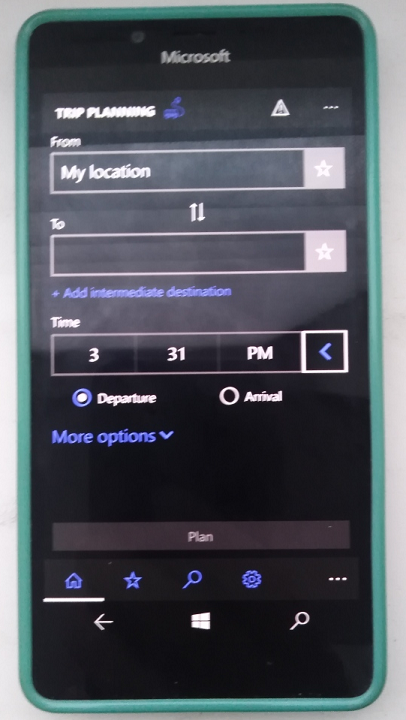 Microsoft
TRIP PLANNING
From
My location
To
+ Add intermediate destination
Time
3 31 PM
Departure Arrival
More options
Plan